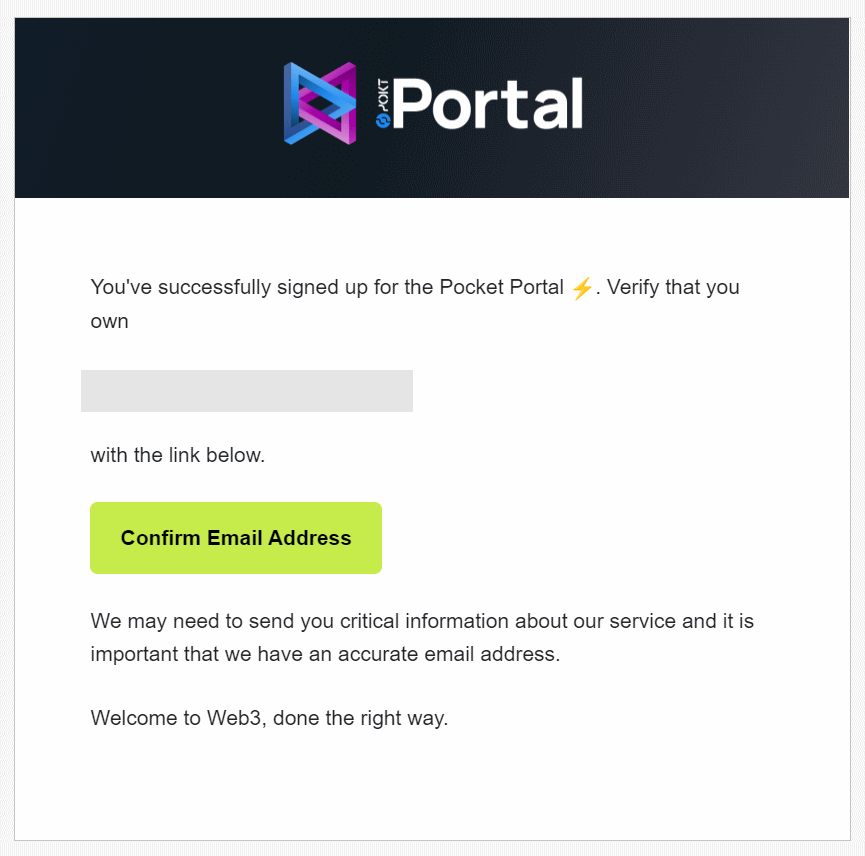 POKT
Portal
You've successfully signed up for the Pocket Portal ⚡. Verify that you
own
with the link below.
Confirm Email Address
We may need to send you critical information about our service and it is
important that we have an accurate email address.
Welcome to Web3, done the right way.